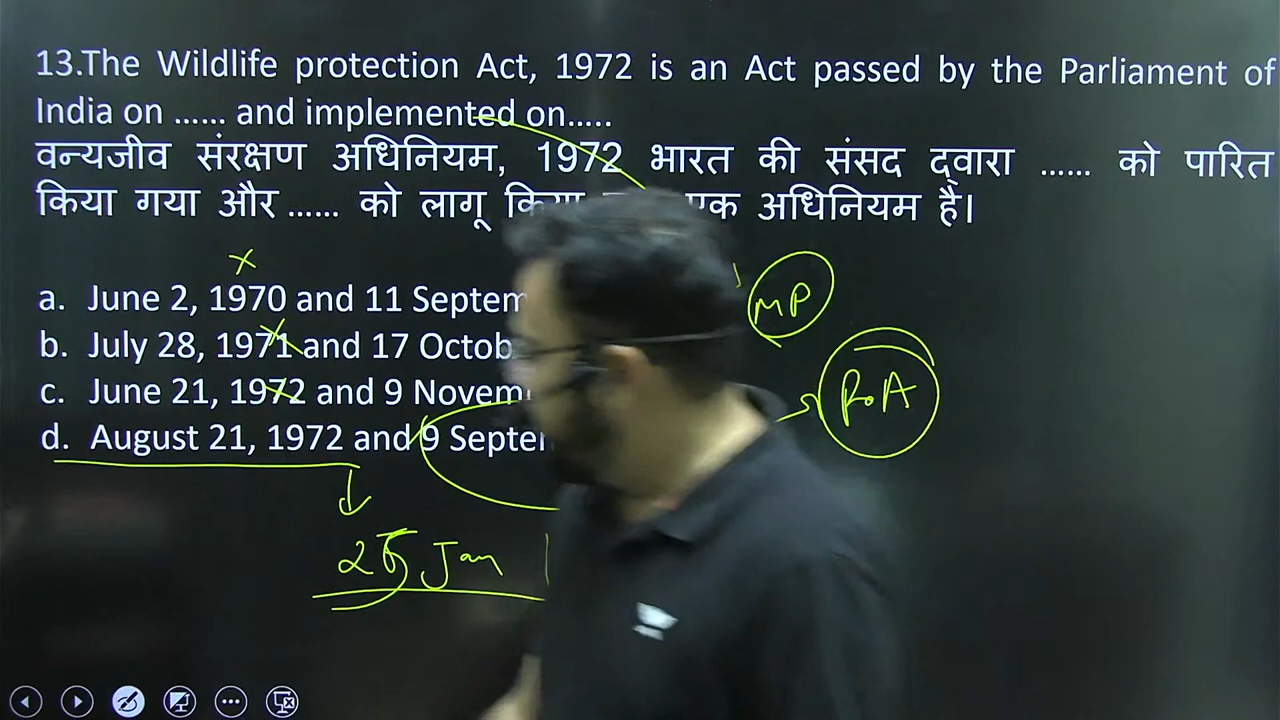 13.The Wildlife protection Act, 1972 is an Act passed by the Parliament of
India on ...... and implemented on.....
वन्यजीव संरक्षण अधिनियम, 1972 भारत की संसद द्वारा ...... को पारित
किया गया और ...... को लागू किया एक अधिनियम है।
a. June 2, 1970 and 11 Septem
b. July 28, 1971 and 17 Octob
c. June 21, 1972 and 9 Novem
d. August 21, 1972 and 9 Septe
MP
RoA
Jan